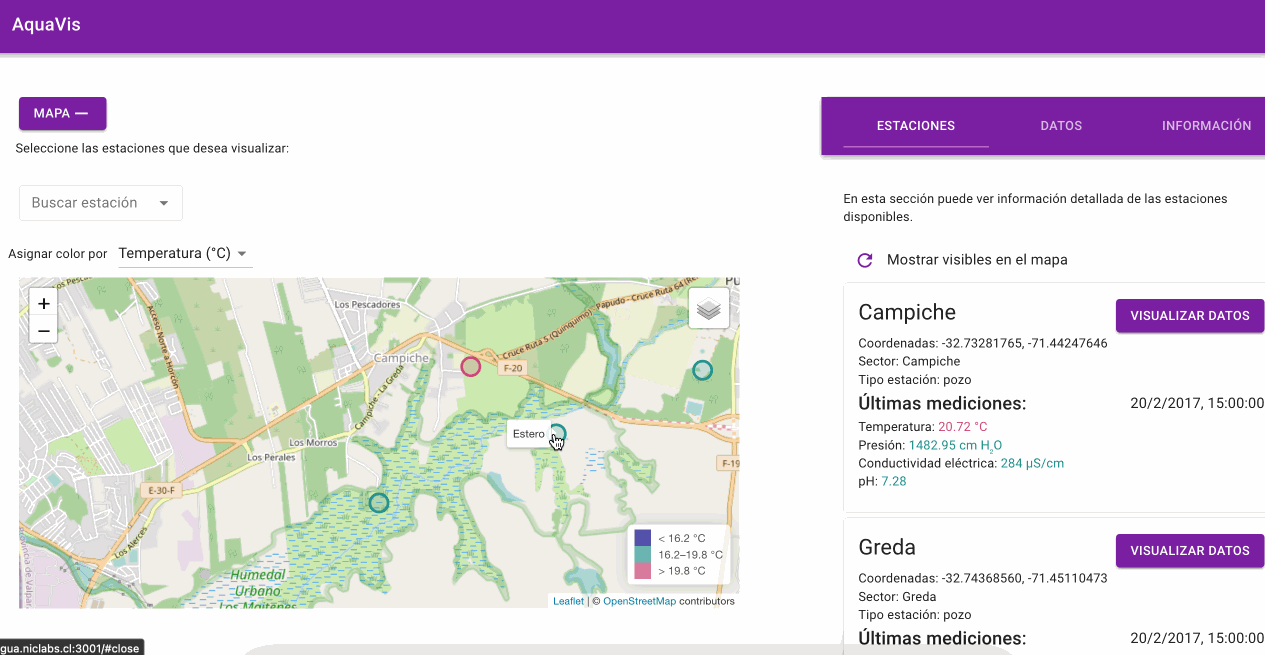 AquaVis
MAPA —
Seleccione las estaciones que desea visualizar:
Buscar estación
Asignar color por Temperatura (°C)
+
−
Los Pescadores
Acceso Norte a Horcón
Campiche
Campiche - La Greda
Cruce Ruta 5 (Quinquimo) - Papudo - Cruce Ruta 64
F-20
Estero
Los Morros
Los Perales
E-30-F
F-19
Los Alerces
Humedal
Urbano
Los Maitenes
< 16.2 °C
16.2–19.8 °C
> 19.8 °C
Leaflet | © OpenStreetMap contributors
gua.niclabs.cl:3001/#close
ESTACIONES DATOS INFORMACIÓN
En esta sección puede ver información detallada de las estaciones
disponibles.
Mostrar visibles en el mapa
Campiche
VISUALIZAR DATOS
Coordenadas: -32.73281765, -71.44247646
Sector: Campiche
Tipo estación: pozo
Últimas mediciones: 20/2/2017, 15:00:00
Temperatura: 20.72 °C
Presión: 1482.95 cm H₂O
Conductividad eléctrica: 284 µS/cm
pH: 7.28
Greda
VISUALIZAR DATOS
Coordenadas: -32.74368560, -71.45110473
Sector: Greda
Tipo estación: pozo
Últimas mediciones: 20/2/2017, 15:00:00